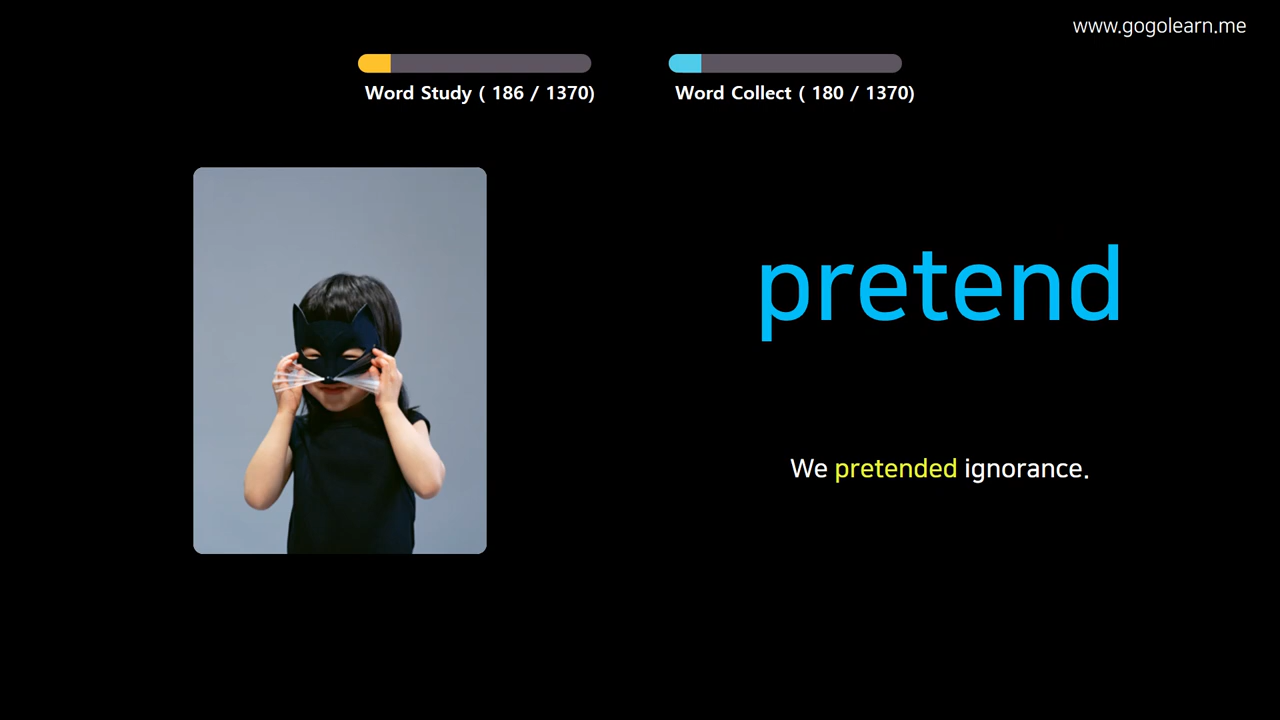 www.gogolearn.me
Word Study ( 186 / 1370)
Word Collect ( 180 / 1370)
pretend
We pretended ignorance.